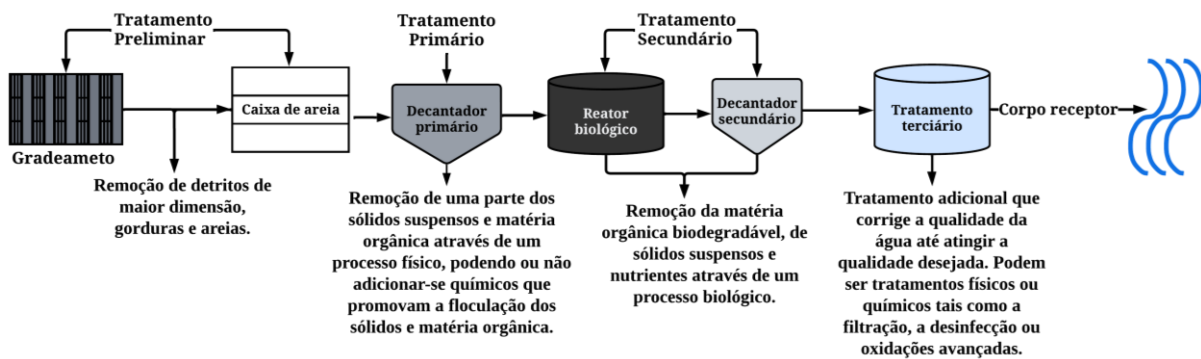 Tratamento
Preliminar
Gradeameto
Caixa de areia
Remoção de detritos de
maior dimensão,
gorduras e areias.
Tratamento
Primário
Decantador
primário
Remoção de uma parte dos
sólidos suspensos e matéria
orgânica através de um
processo físico, podendo ou não
adicionar-se químicos que
promovam a floculação dos
sólidos e matéria orgânica.
Tratamento
Secundário
Reator
biológico
Decantador
secundário
Remoção da matéria
orgânica biodegradável, de
sólidos suspensos e
nutrientes através de um
processo biológico.
Tratamento
terciário
Tratamento adicional que
corrige a qualidade da
água até atingir a
qualidade desejada. Podem
ser tratamentos físicos ou
químicos tais como a
filtração, a desinfecção ou
oxidações avançadas.
Corpo receptor